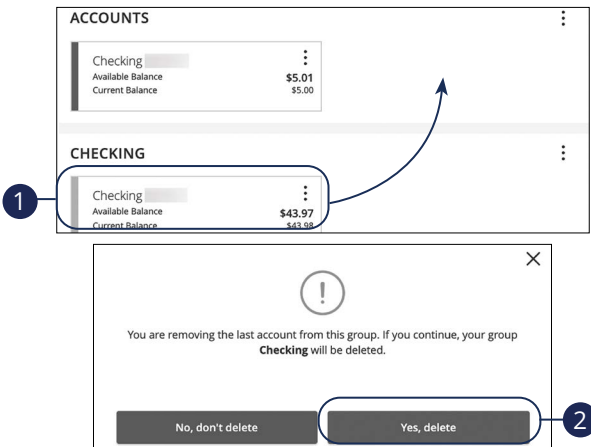 ACCOUNTS
Checking
Available Balance $5.01
Current Balance $5.00
CHECKING
1
Checking
Available Balance $43.97
Current Balance $43.98
You are removing the last account from this group. If you continue, your group
Checking will be deleted.
No, don't delete Yes, delete
2